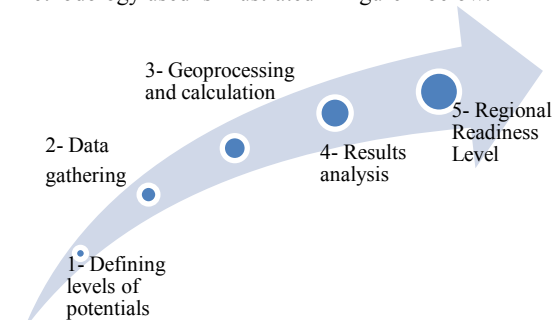 3- Geoprocessing
and calculation
2- Data
gathering
5- Regional
Readiness
Level
4- Results
analysis
1- Defining
levels of
potentials